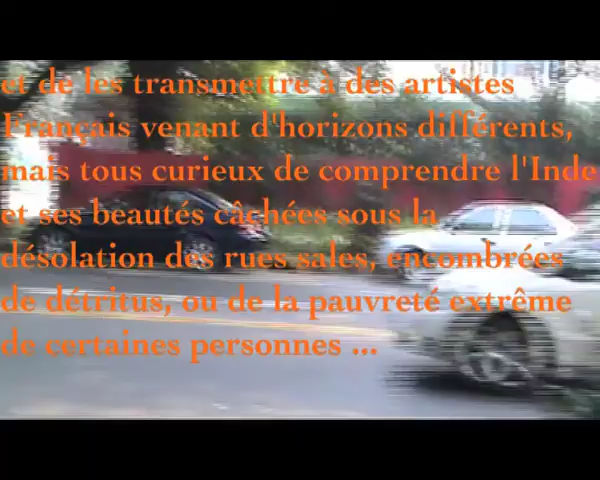 et de les transmettre à des artistes
Français venant d'horizons différents,
mais tous curieux de comprendre l'Inde
et ses beautés câchées sous la
désolation des rues sales, encombrées
de détritus, ou de la pauvreté extrême
de certaines personnes ...